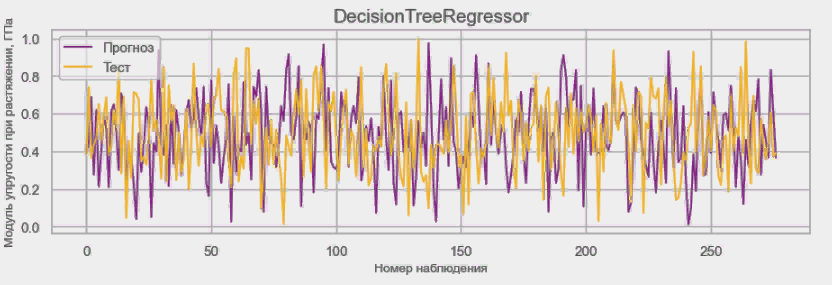 DecisionTreeRegressor
Модуль упругости при растяжении, ГПа
1.0
0.8
0.6
0.4
0.2
0.0
Прогноз
Тест
0 50 100 150 200 250
Номер наблюдения